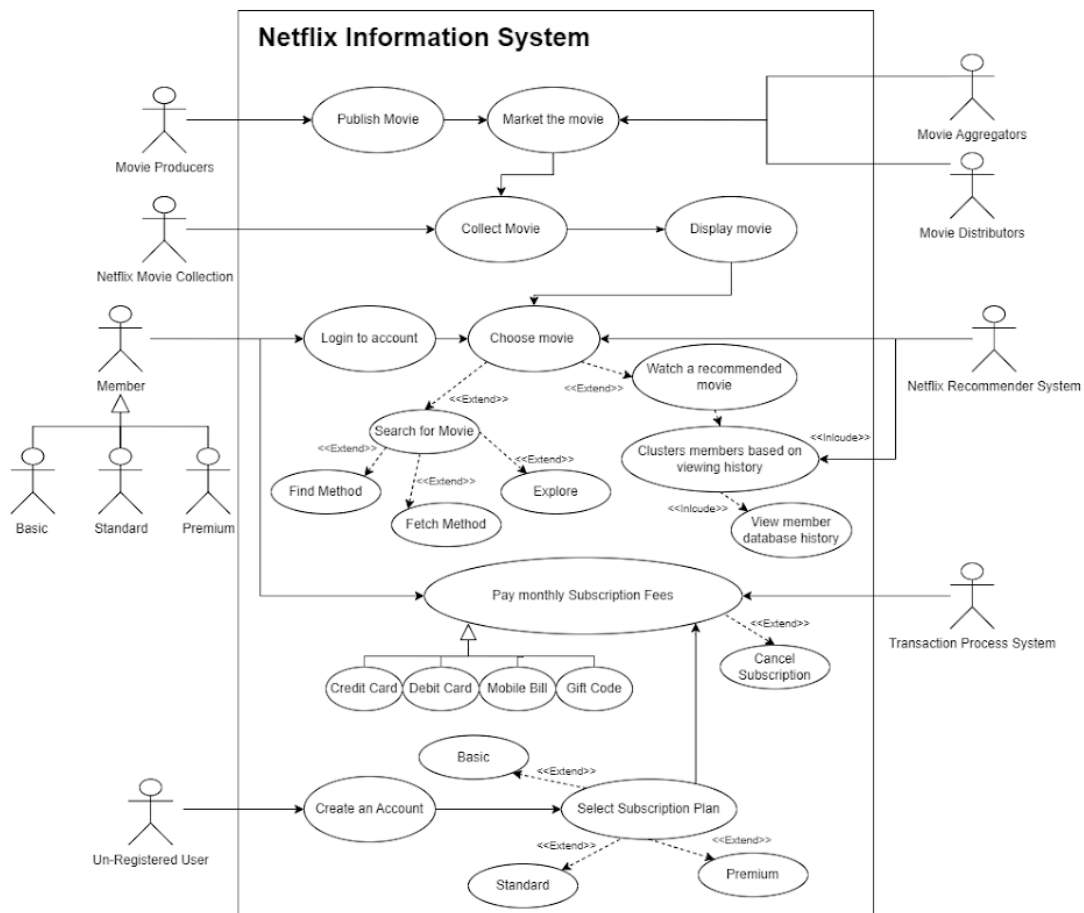 Netflix Information System
Publish Movie
Market the movie
Movie Producers
Movie Aggregators
Collect Movie
Display movie
Netflix Movie Collection
Movie Distributors
Login to account
Choose movie
Member
Watch a recommended
movie
<<Extend>>
Netflix Recommender System
<<Extend>>
Search for Movie
<<Inlcude>>
<<Extend>>
Clusters members based on
viewing history
<<Extend>>
<<Extend>>
Find Method
Explore
Fetch Method
<<Inlcude>>
View member
database history
Basic
Standard
Premium
Pay monthly Subscription Fees
<<Extend>>
Transaction Process System
Cancel
Subscription
Credit Card
Debit Card
Mobile Bill
Gift Code
Basic
<<Extend>>
Create an Account
Select Subscription Plan
Un-Registered User
<<Extend>>
<<Extend>>
Standard
Premium